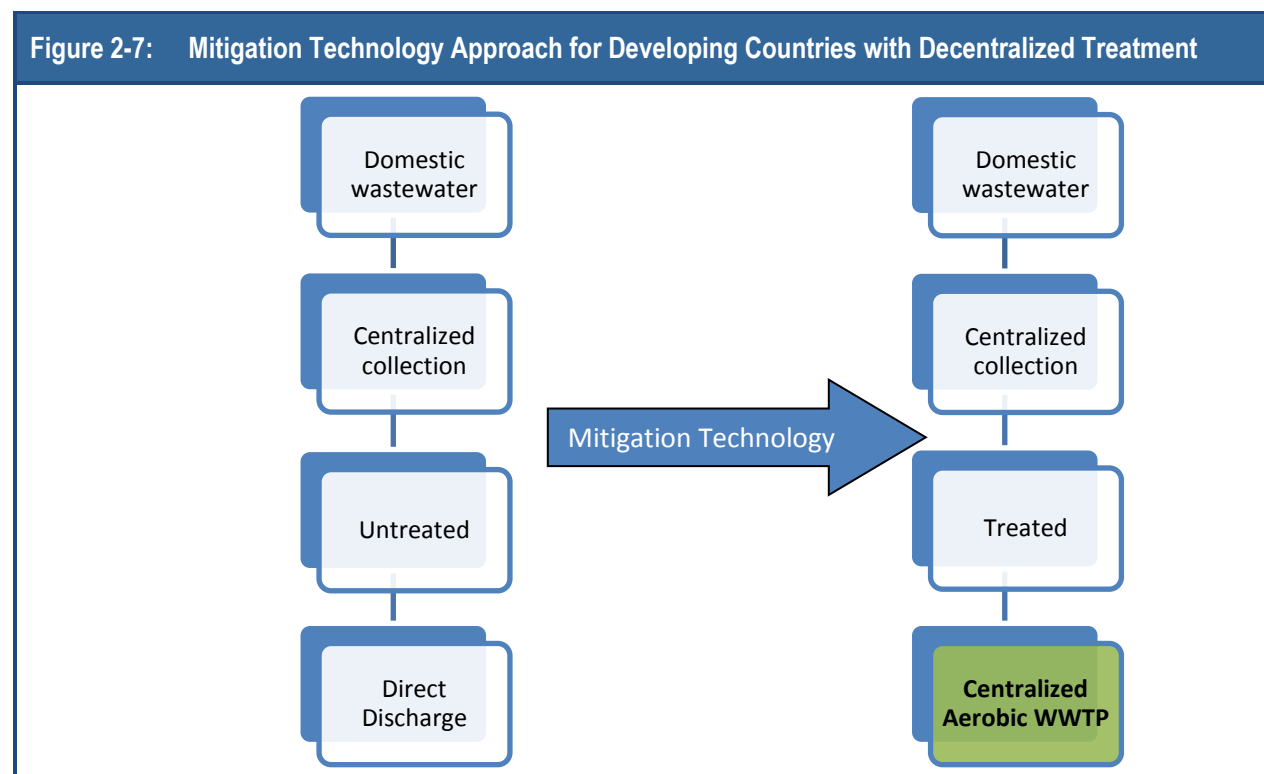 Figure 2-7: Mitigation Technology Approach for Developing Countries with Decentralized Treatment
Domestic
wastewater
Centralized
collection
Untreated
Direct
Discharge
Mitigation Technology
Domestic
wastewater
Centralized
collection
Treated
Centralized
Aerobic WWTP